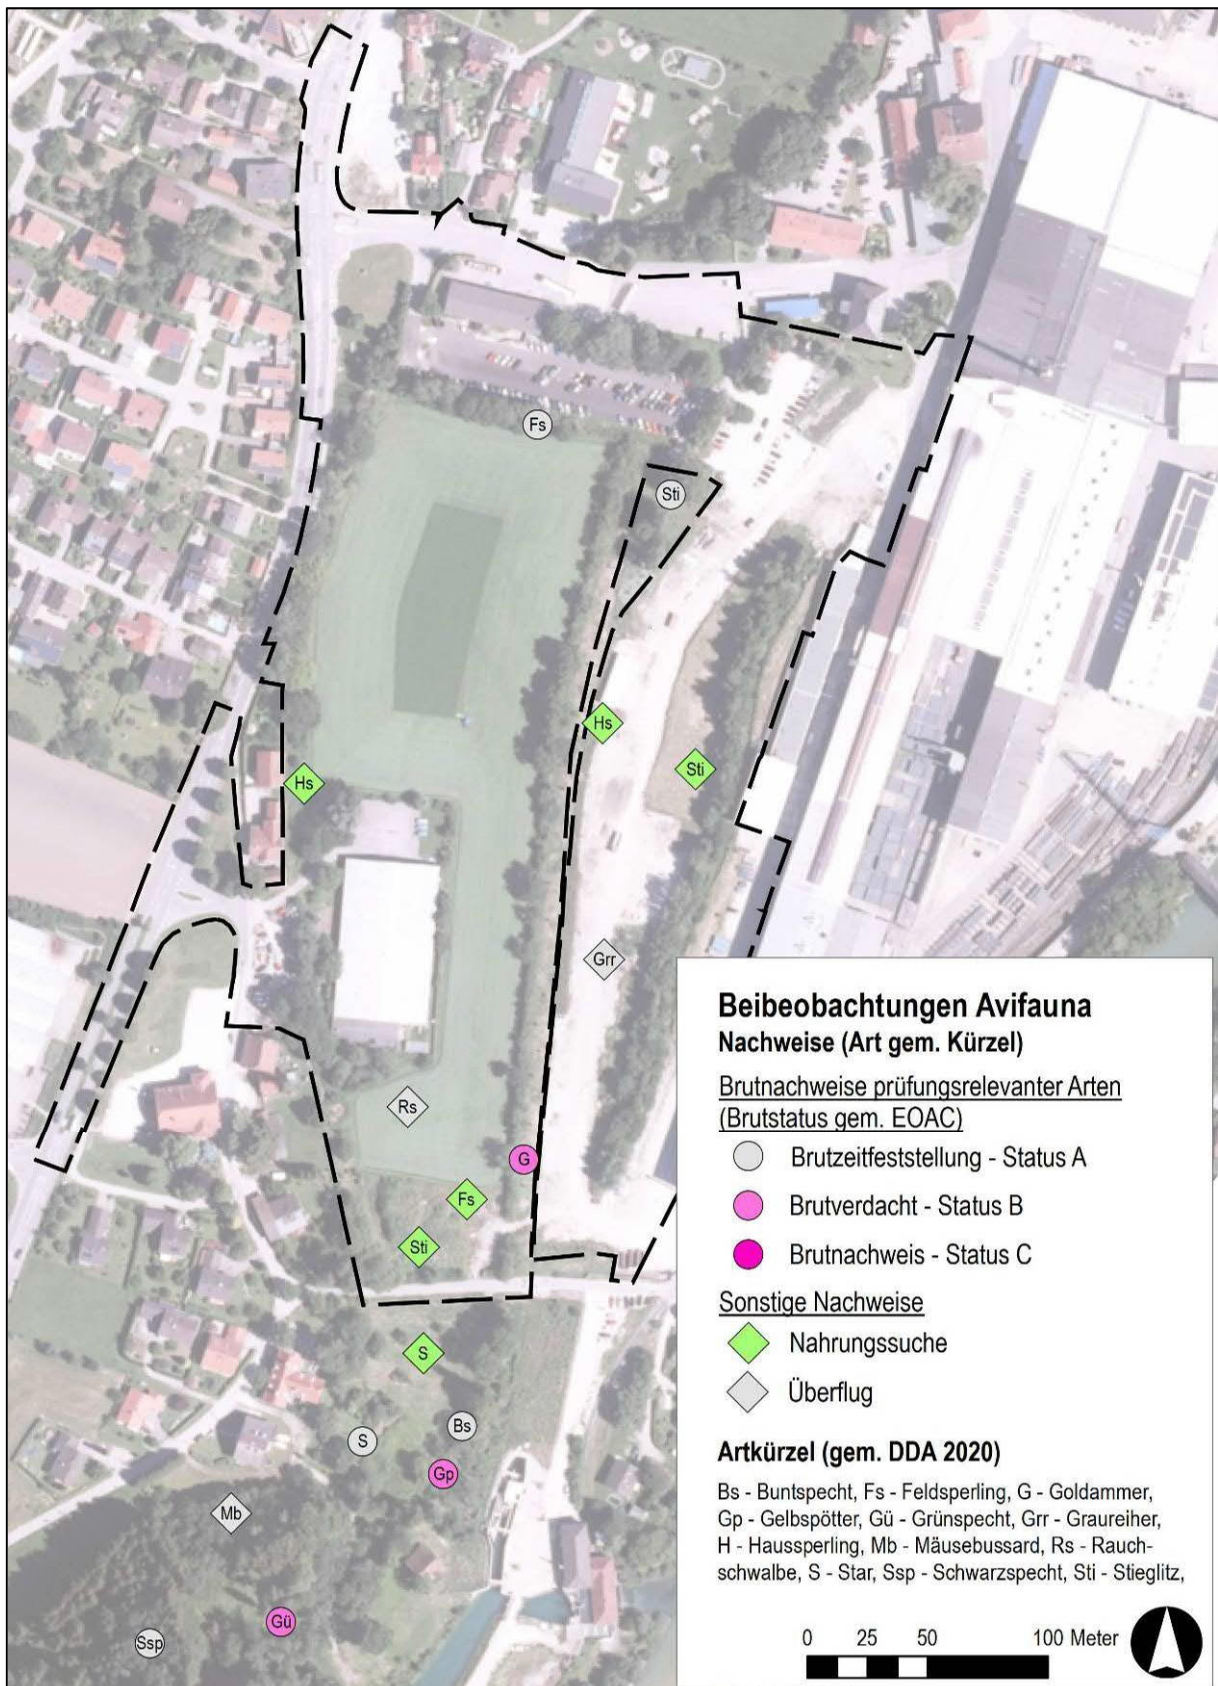 Fs
Sti
Hs
Sti
Hs
Grr
Rs
G
Fs
Sti
S
Bs
S
Gp
Mb
Gü
Ssp
Beibeobachtungen Avifauna
Nachweise (Art gem. Kürzel)
Brutnachweise prüfungsrelevanter Arten
(Brutstatus gem. EOAC)
Brutzeitfeststellung - Status A
Brutverdacht - Status B
Brutnachweis - Status C
Sonstige Nachweise
Nahrungssuche
Überflug
Artkürzel (gem. DDA 2020)
Bs - Buntspecht, Fs - Feldsperling, G - Goldammer,
Gp - Gelbspötter, Gü - Grünspecht, Grr - Graureiher,
H - Haussperling, Mb - Mäusebussard, Rs - Rauch-
schwalbe, S - Star, Ssp - Schwarzspecht, Sti - Stieglitz,
0 25 50 100 Meter